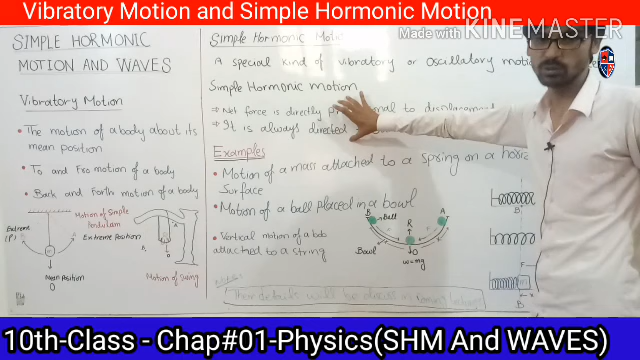 Vibratory Motion and Simple Hormonic Motion
Made with KINEMASTER
SIMPLE HORMONIC
MOTION AND WAVES
Vibratory Motion
• The motion of a body about its
mean position
• To and Fro motion of a body
• Back and Forth motion of a body
Motion of Simple
Pendulum
Extreme
(P)
Extreme Position
A
Mean Position
O
Motion of Swing
Simple Hormonic
A special kind of vibratory or oscillatory
Simple Hormonic motion
⇒ Net force is directly to displacement
⇒ It is always directed
Examples
• Motion of a mass attached to a spring on a
Surface
• Motion of a ball placed in a bowl
• Vertical motion of a bob
attached to a string
B
Ball
A
R
Bowl
O
w=mg
B
F
x
B
10th-Class - Chap#01-Physics(SHM And WAVES)